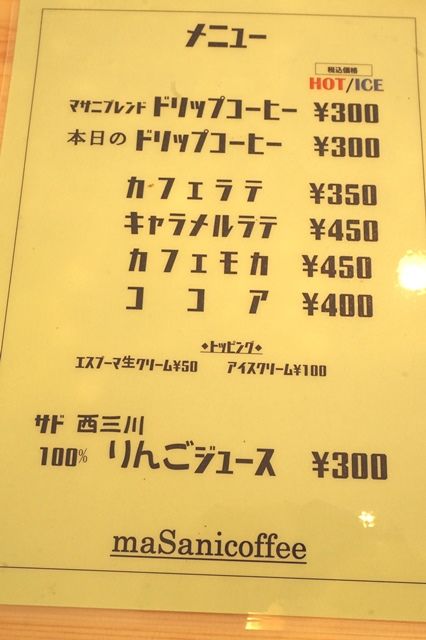 メニュー
税込価格
HOT/ICE
マサニブレンド ドリップコーヒー ¥300
本日の ドリップコーヒー ¥300
カフェラテ ¥350
キャラメルラテ ¥450
カフェモカ ¥450
ココア ¥400
◆トッピング◆
エスプーマ生クリーム¥50 アイスクリーム¥100
サド 西三川
100% りんごジュース ¥300
maSanicoffee